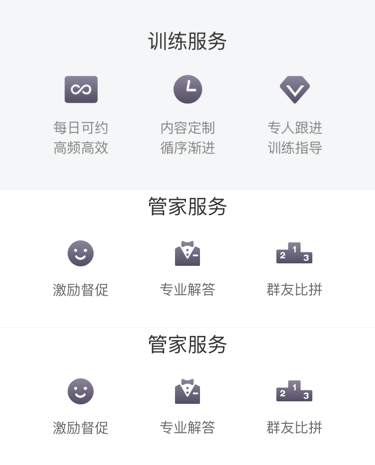 训练服务
每日可约 内容定制 专人跟进
高频高效 循序渐进 训练指导
管家服务
2 1 3
激励督促 专业解答 群友比拼
管家服务
2 1 3
激励督促 专业解答 群友比拼